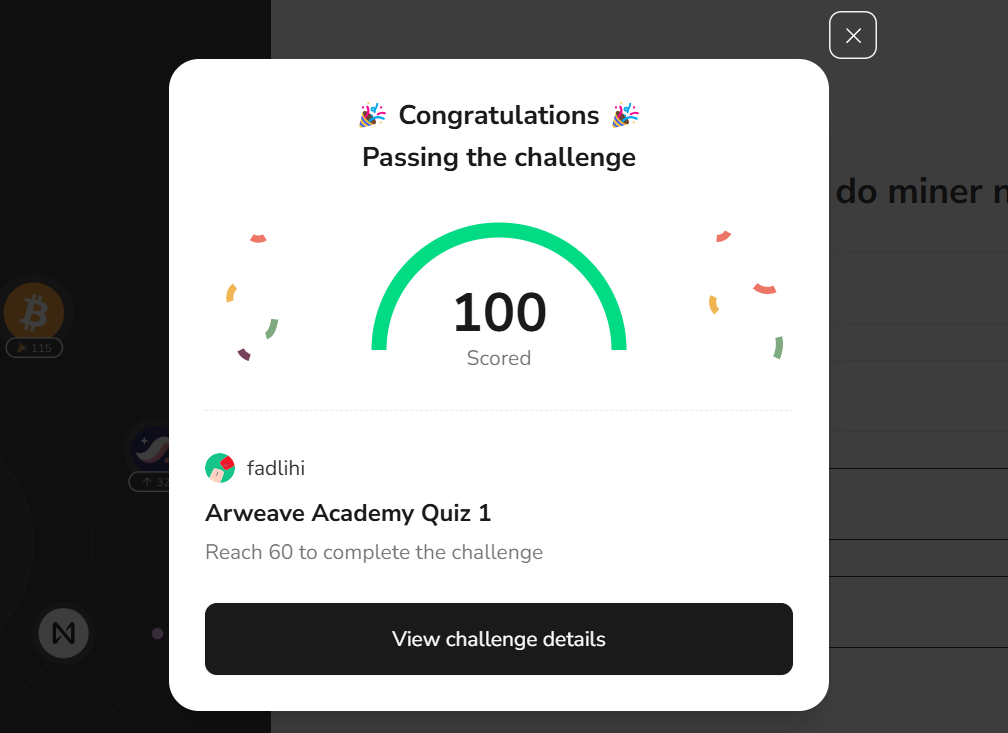 Congratulations
Passing the challenge
do miner
115
100
Scored
32
fadlihi
Arweave Academy Quiz 1
Reach 60 to complete the challenge
View challenge details